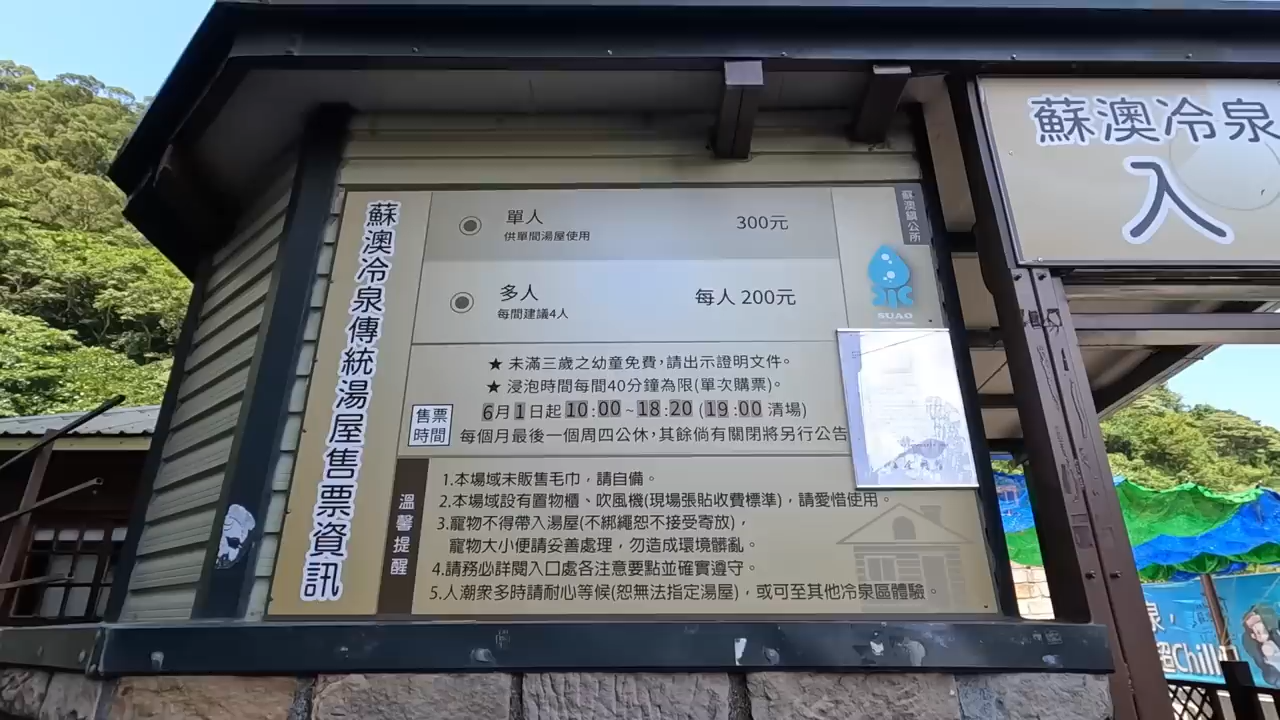 蘇澳冷泉傳統湯屋售票資訊
單人 300元
供單間湯屋使用
多人 每人 200元
每間建議4人
蘇澳鎮公所
SUAO
★ 未滿三歲之幼童免費,請出示證明文件。
★ 浸泡時間每間40分鐘為限(單次購票)。
售票時間
6月1日起 10:00~18:20 (19:00 清場)
每個月最後一個周四公休,其餘倘有關閉將另行公告
溫馨提醒
1.本場域未販售毛巾,請自備。
2.本場域設有置物櫃、吹風機(現場張貼收費標準),請愛惜使用。
3.寵物不得帶入湯屋(不綁繩恕不接受寄放),
寵物大小便請妥善處理,勿造成環境髒亂。
4.請務必詳閱入口處各注意要點並確實遵守。
5.人潮衆多時請耐心等候(恕無法指定湯屋),或可至其他冷泉區體驗。
蘇澳冷泉
入
泉,
超Chill